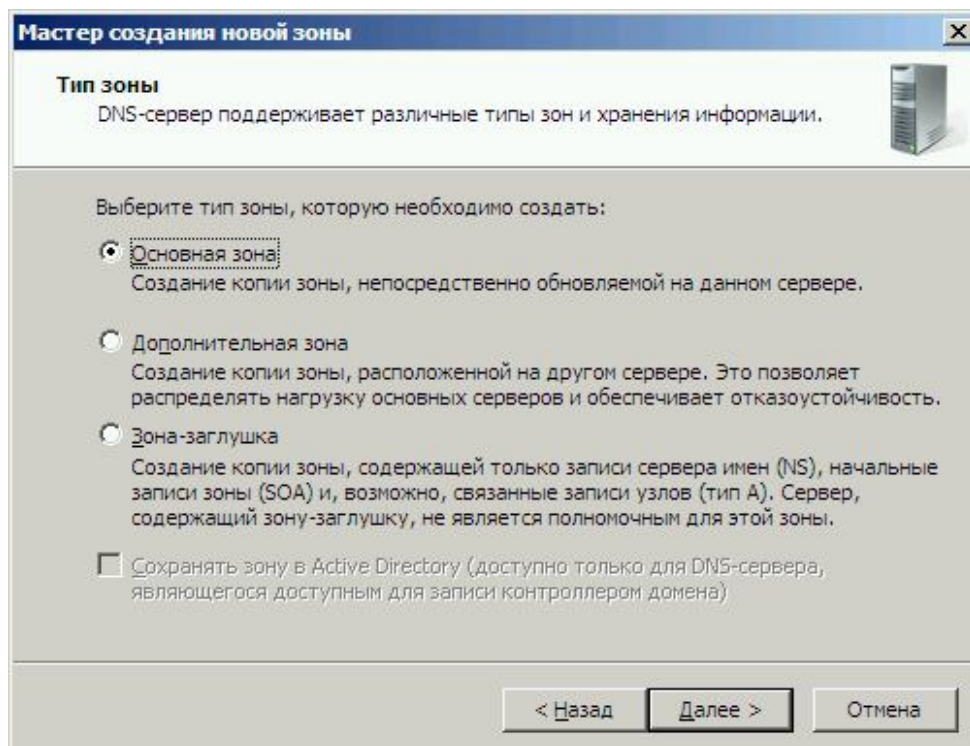 Мастер создания новой зоны
Тип зоны
DNS-сервер поддерживает различные типы зон и хранения информации.
Выберите тип зоны, которую необходимо создать:
Основная зона
Создание копии зоны, непосредственно обновляемой на данном сервере.
Дополнительная зона
Создание копии зоны, расположенной на другом сервере. Это позволяет
распределять нагрузку основных серверов и обеспечивает отказоустойчивость.
Зона-заглушка
Создание копии зоны, содержащей только записи сервера имен (NS), начальные
записи зоны (SOA) и, возможно, связанные записи узлов (тип A). Сервер,
содержащий зону-заглушку, не является полномочным для этой зоны.
Сохранять зону в Active Directory (доступно только для DNS-сервера,
являющегося доступным для записи контроллером домена)
< Назад
Далее >
Отмена